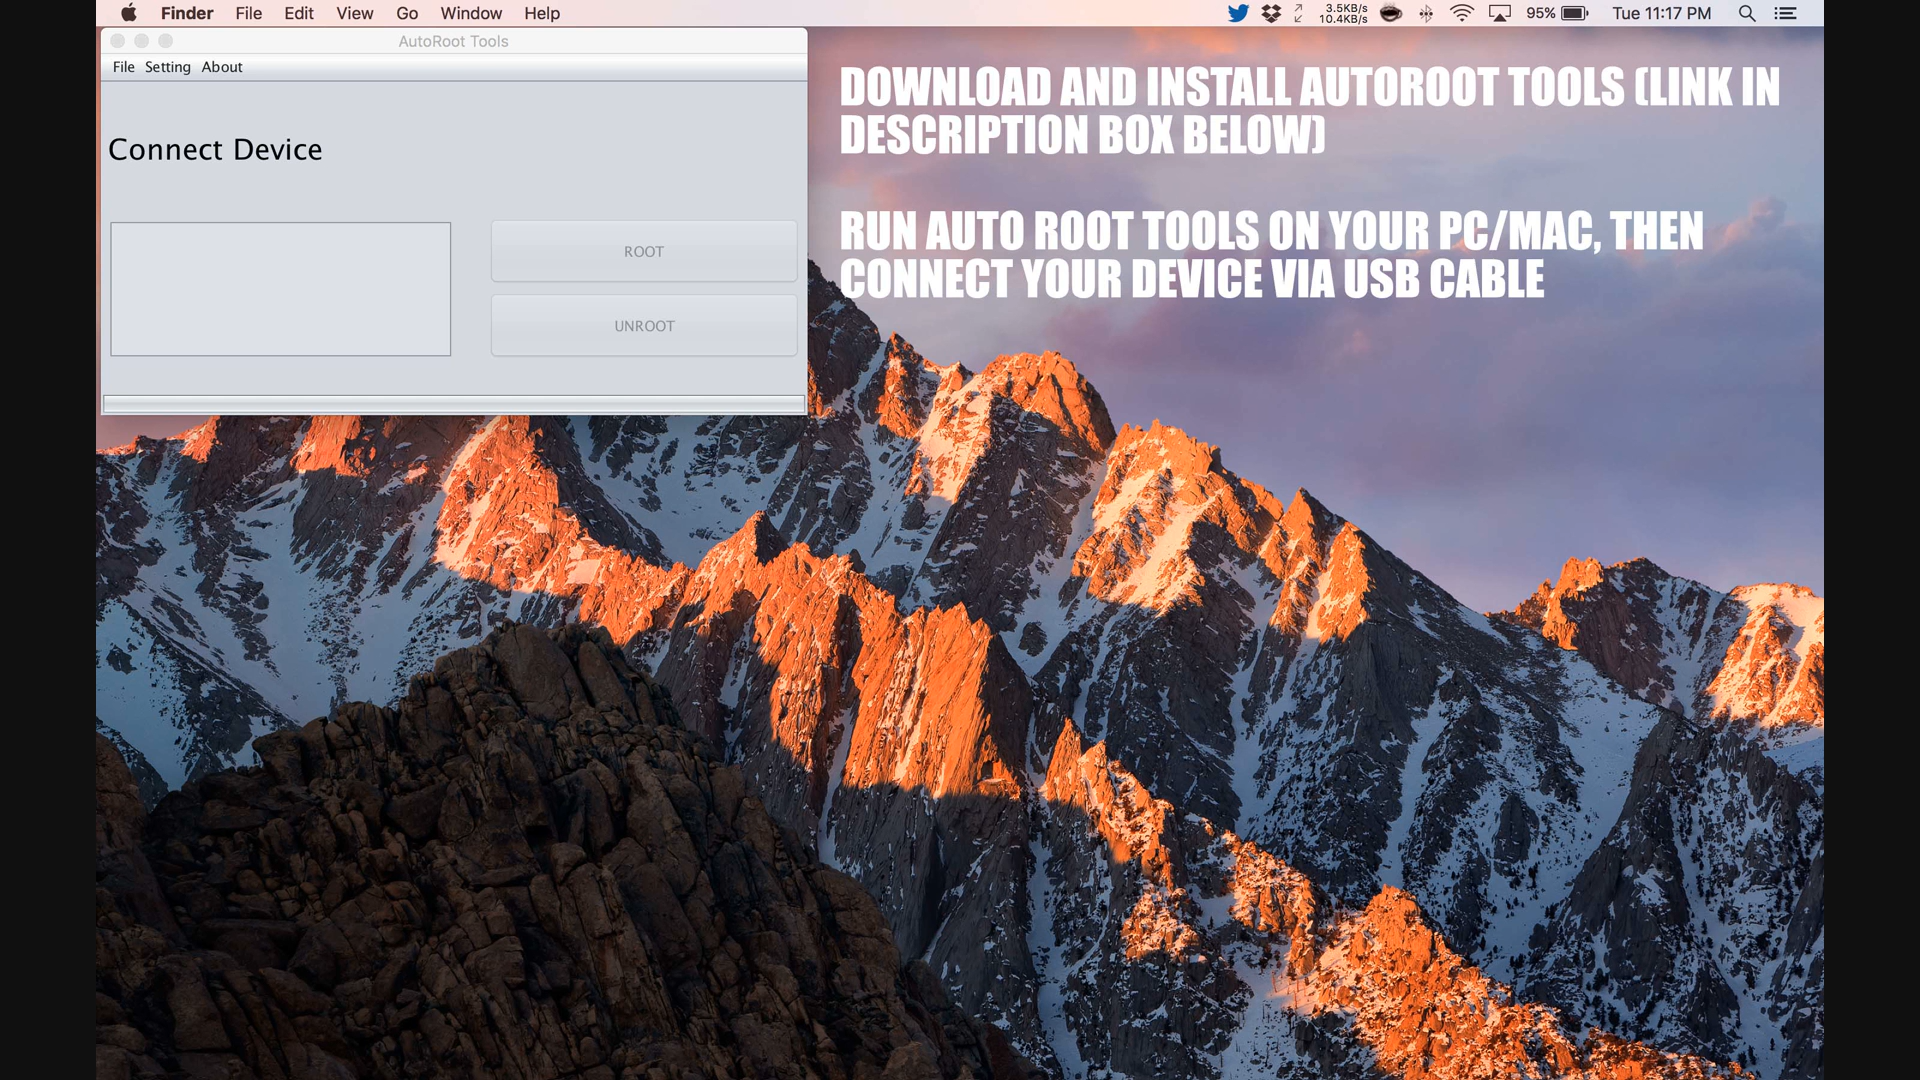 Finder File Edit View Go Window Help 3.5KB/s 10.4KB/s 95% Tue 11:17 PM
AutoRoot Tools
File Setting About
Connect Device
ROOT
UNROOT
DOWNLOAD AND INSTALL AUTOROOT TOOLS (LINK IN
DESCRIPTION BOX BELOW)
RUN AUTO ROOT TOOLS ON YOUR PC/MAC, THEN
CONNECT YOUR DEVICE VIA USB CABLE